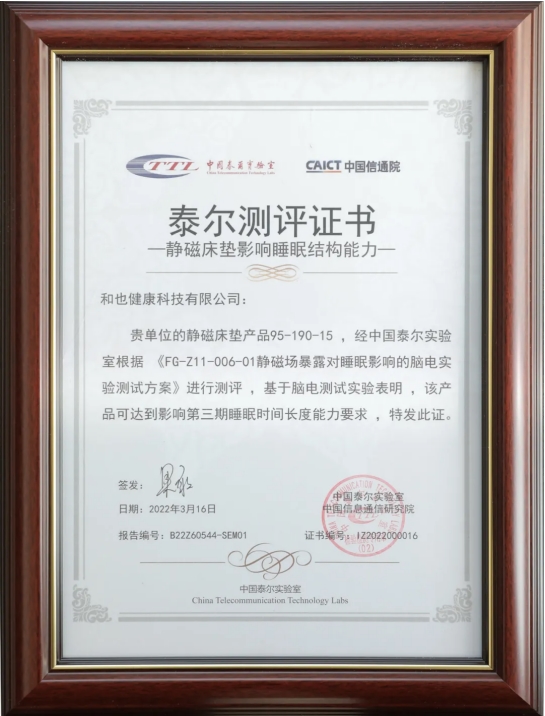 TTL 中国泰尔实验室 CAICT 中国信通院
China Telecommunication Technology Labs
泰尔测评证书
—静磁床垫影响睡眠结构能力—
和也健康科技有限公司：
贵单位的静磁床垫产品95-190-15 ，经中国泰尔实验
室根据 《FG-Z11-006-01静磁场暴露对睡眠影响的脑电实
验测试方案》进行测评 ，基于脑电测试实验表明 ，该产
品可达到影响第三期睡眠时间长度能力要求 ，特发此证。
签发：
日期：2022年3月16日
中国泰尔实验室
中国信息通信研究院
报告编号：B22Z60544-SEM01
证书编号：IZ2022000016
(02)
中国泰尔实验室
China Telecommunication Technology Labs